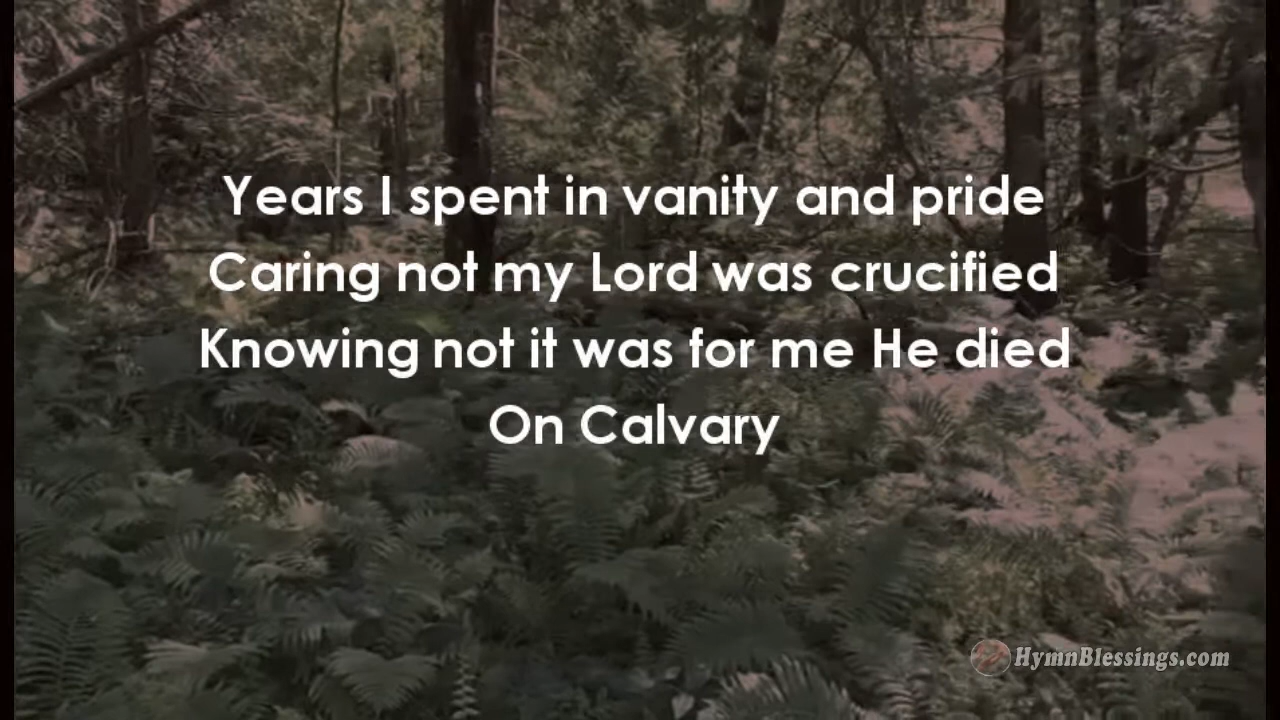 Years I spent in vanity and pride
Caring not my Lord was crucified
Knowing not it was for me He died
On Calvary
HymnBlessings.com